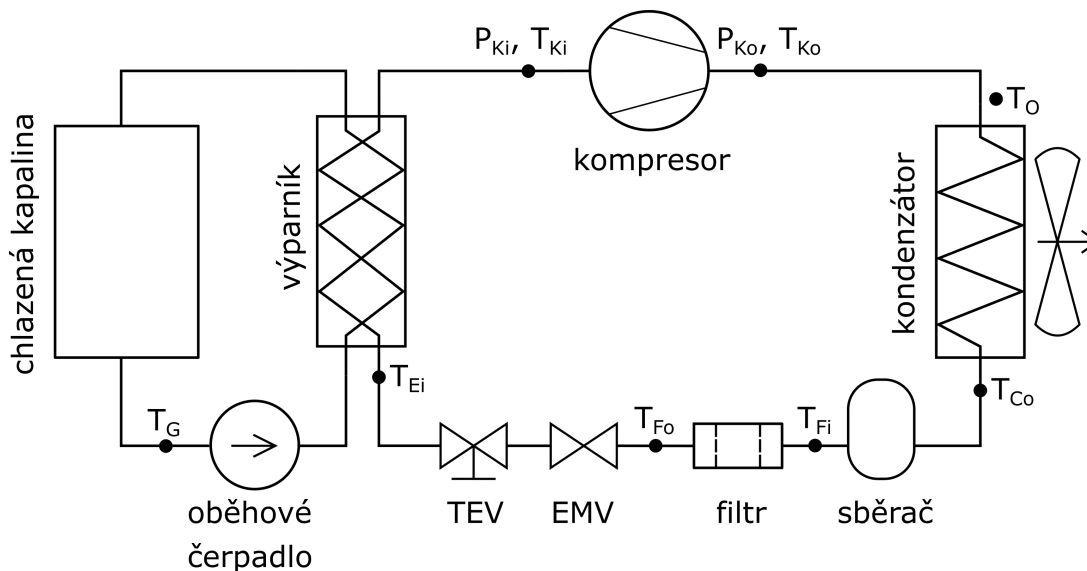 P_Ki, T_Ki
P_Ko, T_Ko
T_O
kompresor
chlazená kapalina
výparník
kondenzátor
T_Ei
T_Co
T_G
T_Fo
T_Fi
oběhové
čerpadlo
TEV
EMV
filtr
sběrač